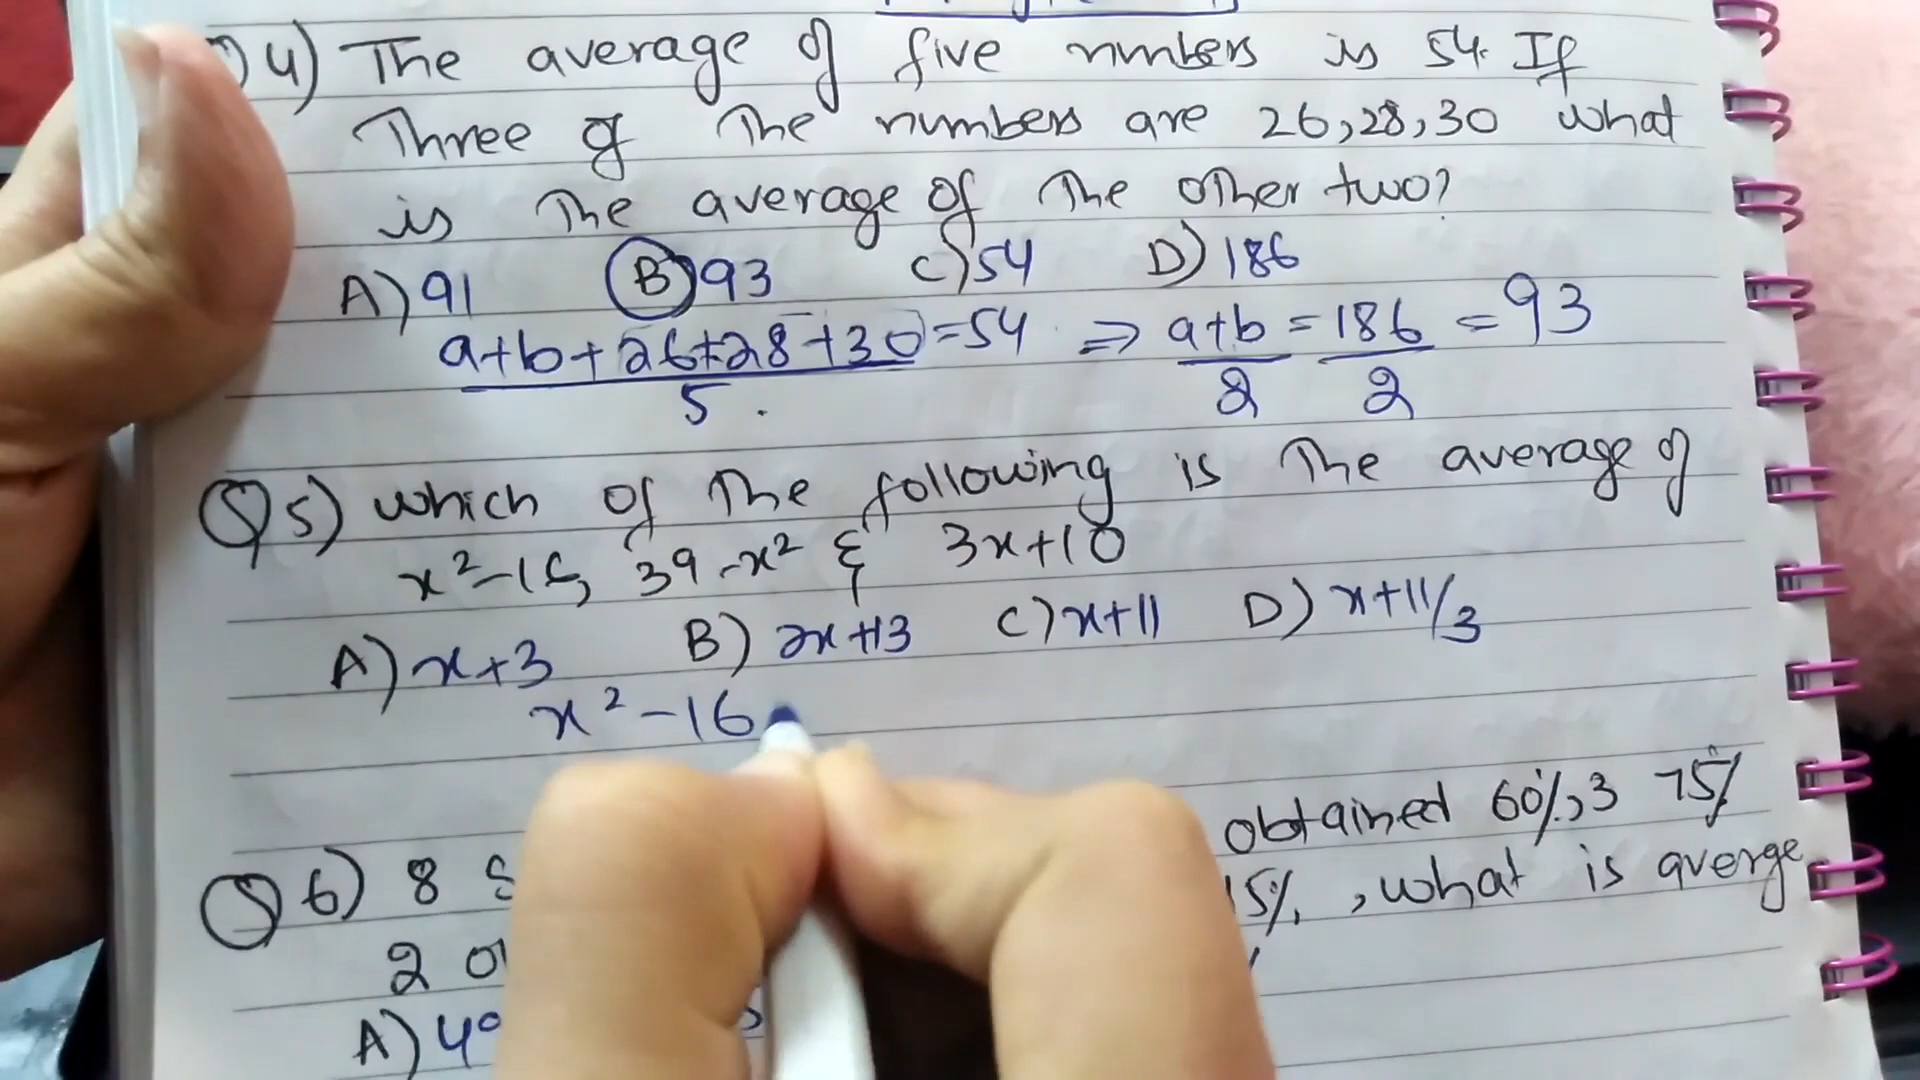 Q4) The average of five numbers is 54. If
Three of The numbers are 26,28,30 what
is The average of The other two?
A) 91 B) 93 C) 54 D) 186
a+b+26+28+30/5 = 54 ⇒ a+b/2 = 186/2 = 93
Q5) which of The following is The average of
x²-16, 39-x² & 3x+10
A) x+3 B) 2x+13 C) x+11 D) x+11/3
x²-16
obtained 60%, 3 75%
Q6) 8 15%, what is averge
2
A) 40